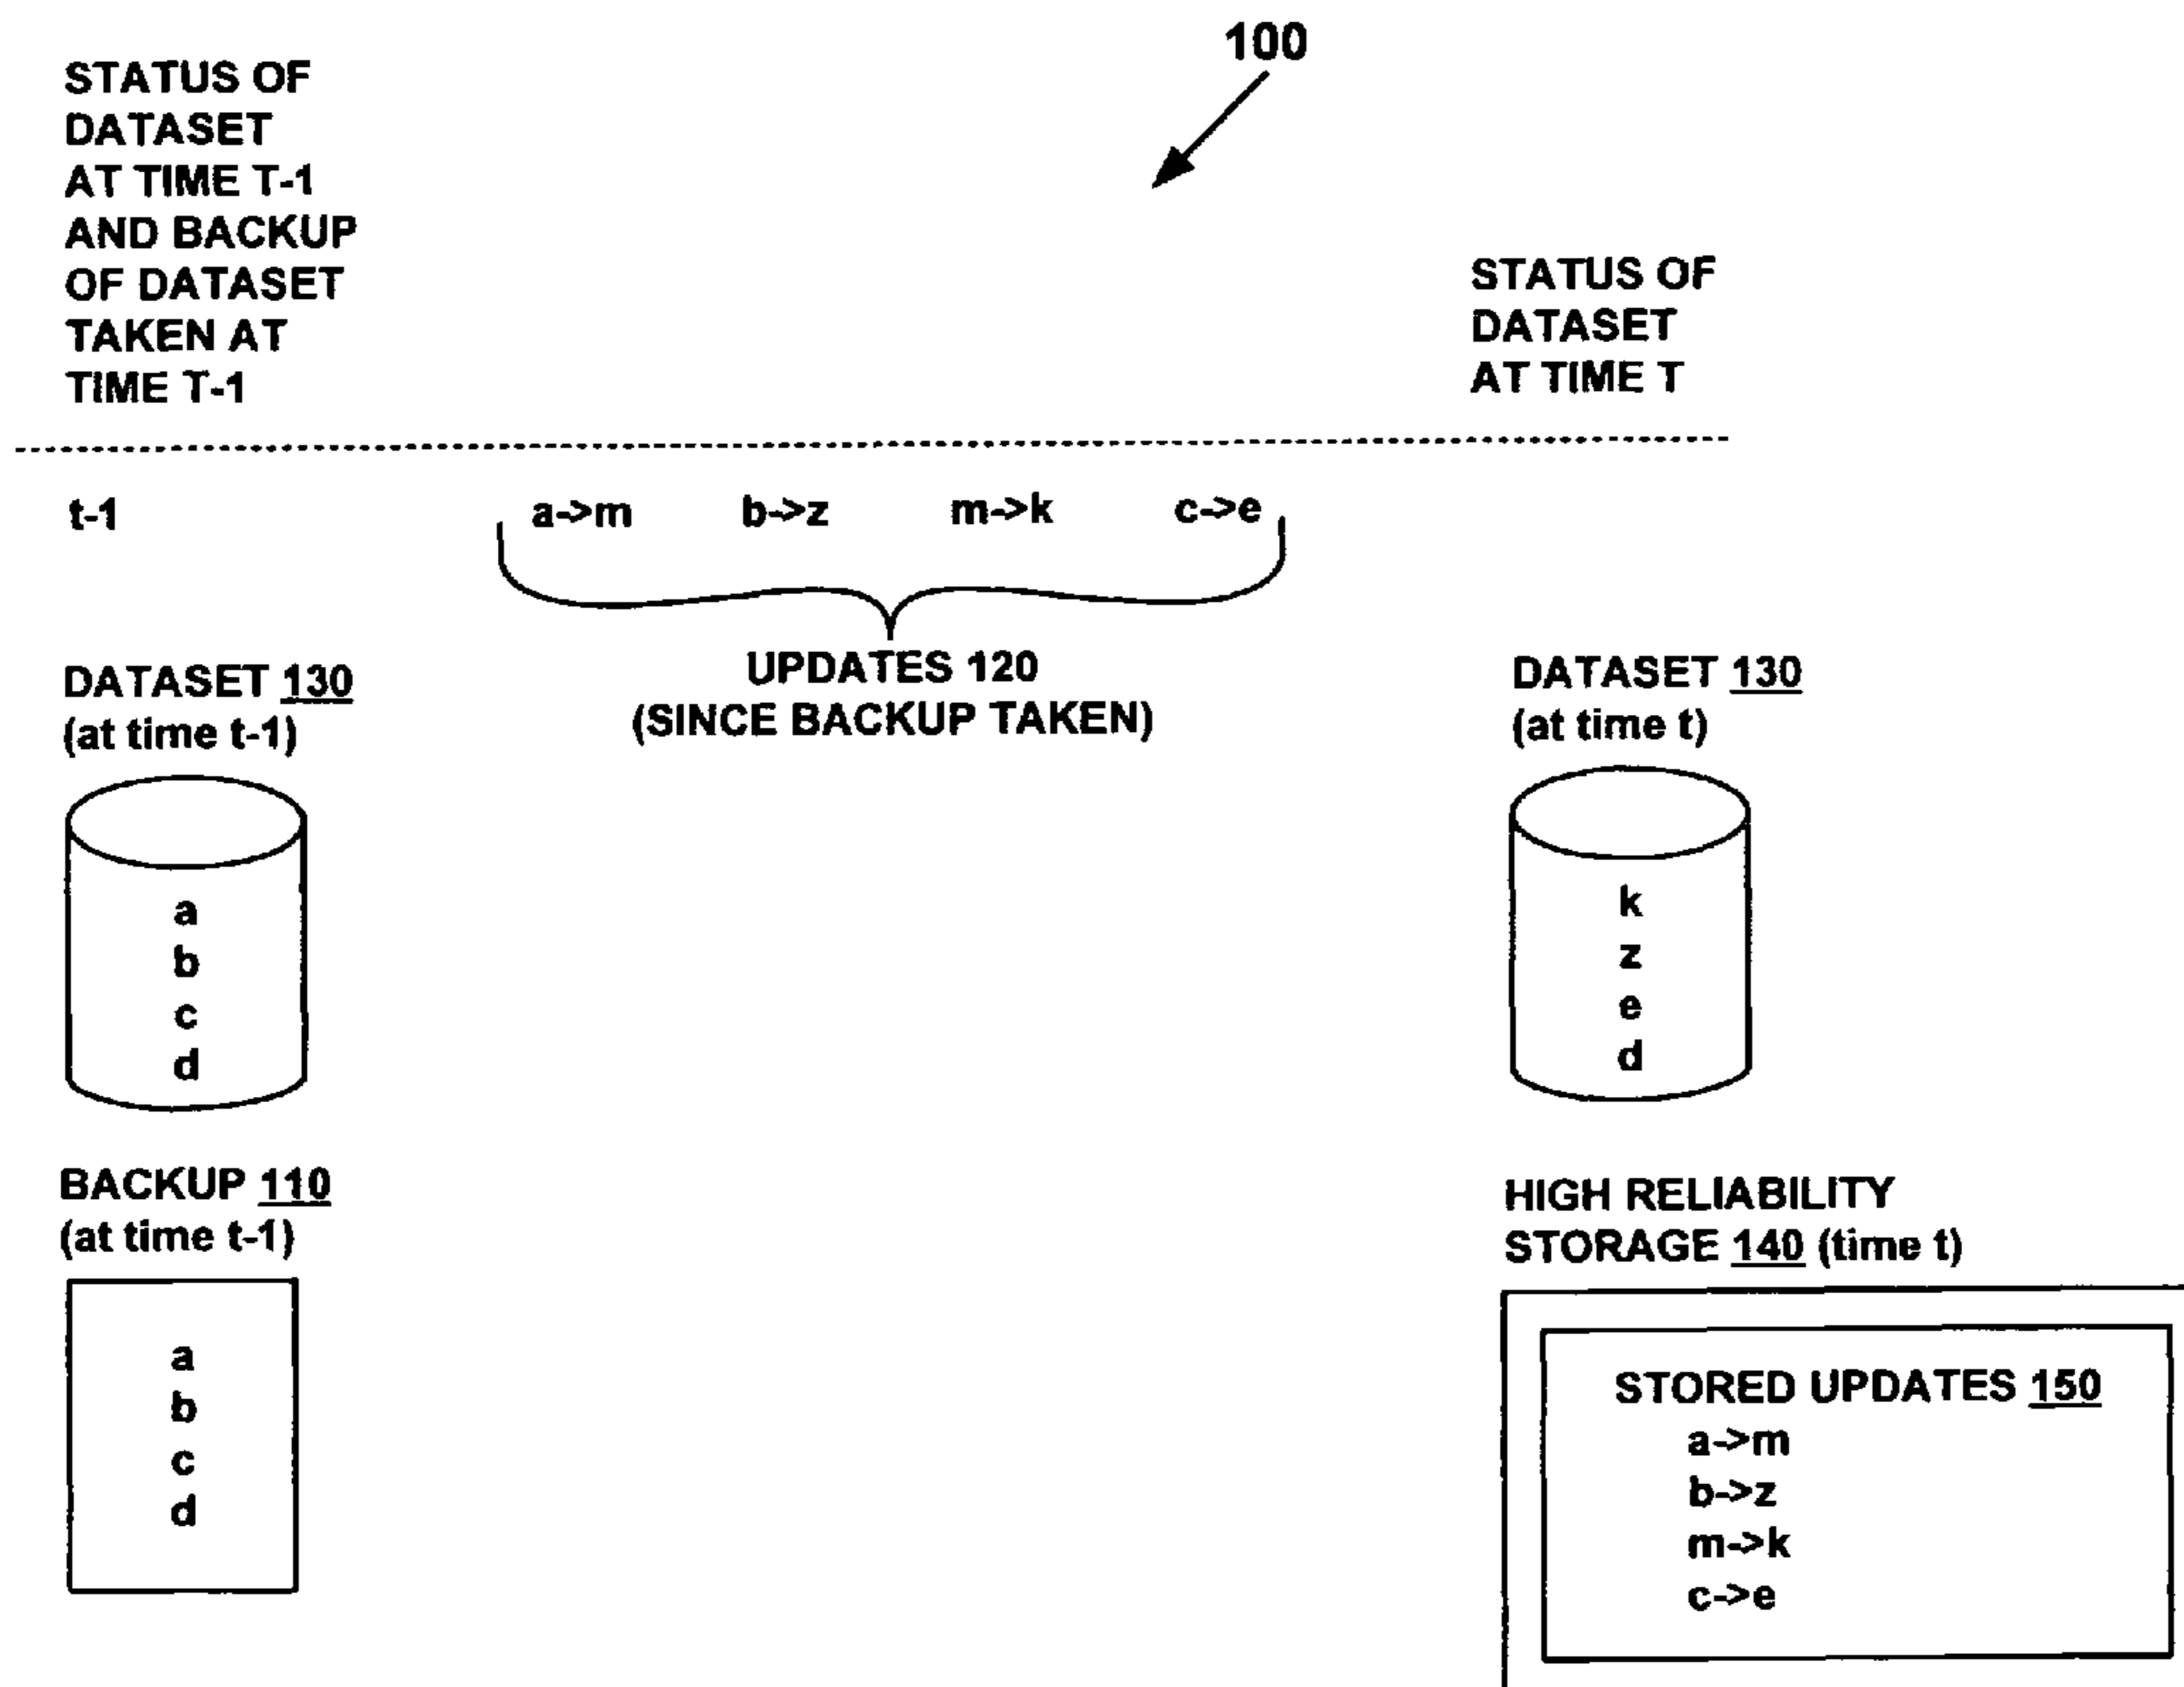 100
STATUS OF
DATASET
AT TIME T-1
AND BACKUP
OF DATASET
TAKEN AT
TIME T-1
STATUS OF
DATASET
AT TIME T
t-1 a->m b->z m->k c->e
UPDATES 120
(SINCE BACKUP TAKEN)
DATASET 130
(at time t-1)
a
b
c
d
DATASET 130
(at time t)
k
z
e
d
BACKUP 110
(at time t-1)
a
b
c
d
HIGH RELIABILITY
STORAGE 140 (time t)
STORED UPDATES 150
a->m
b->z
m->k
c->e